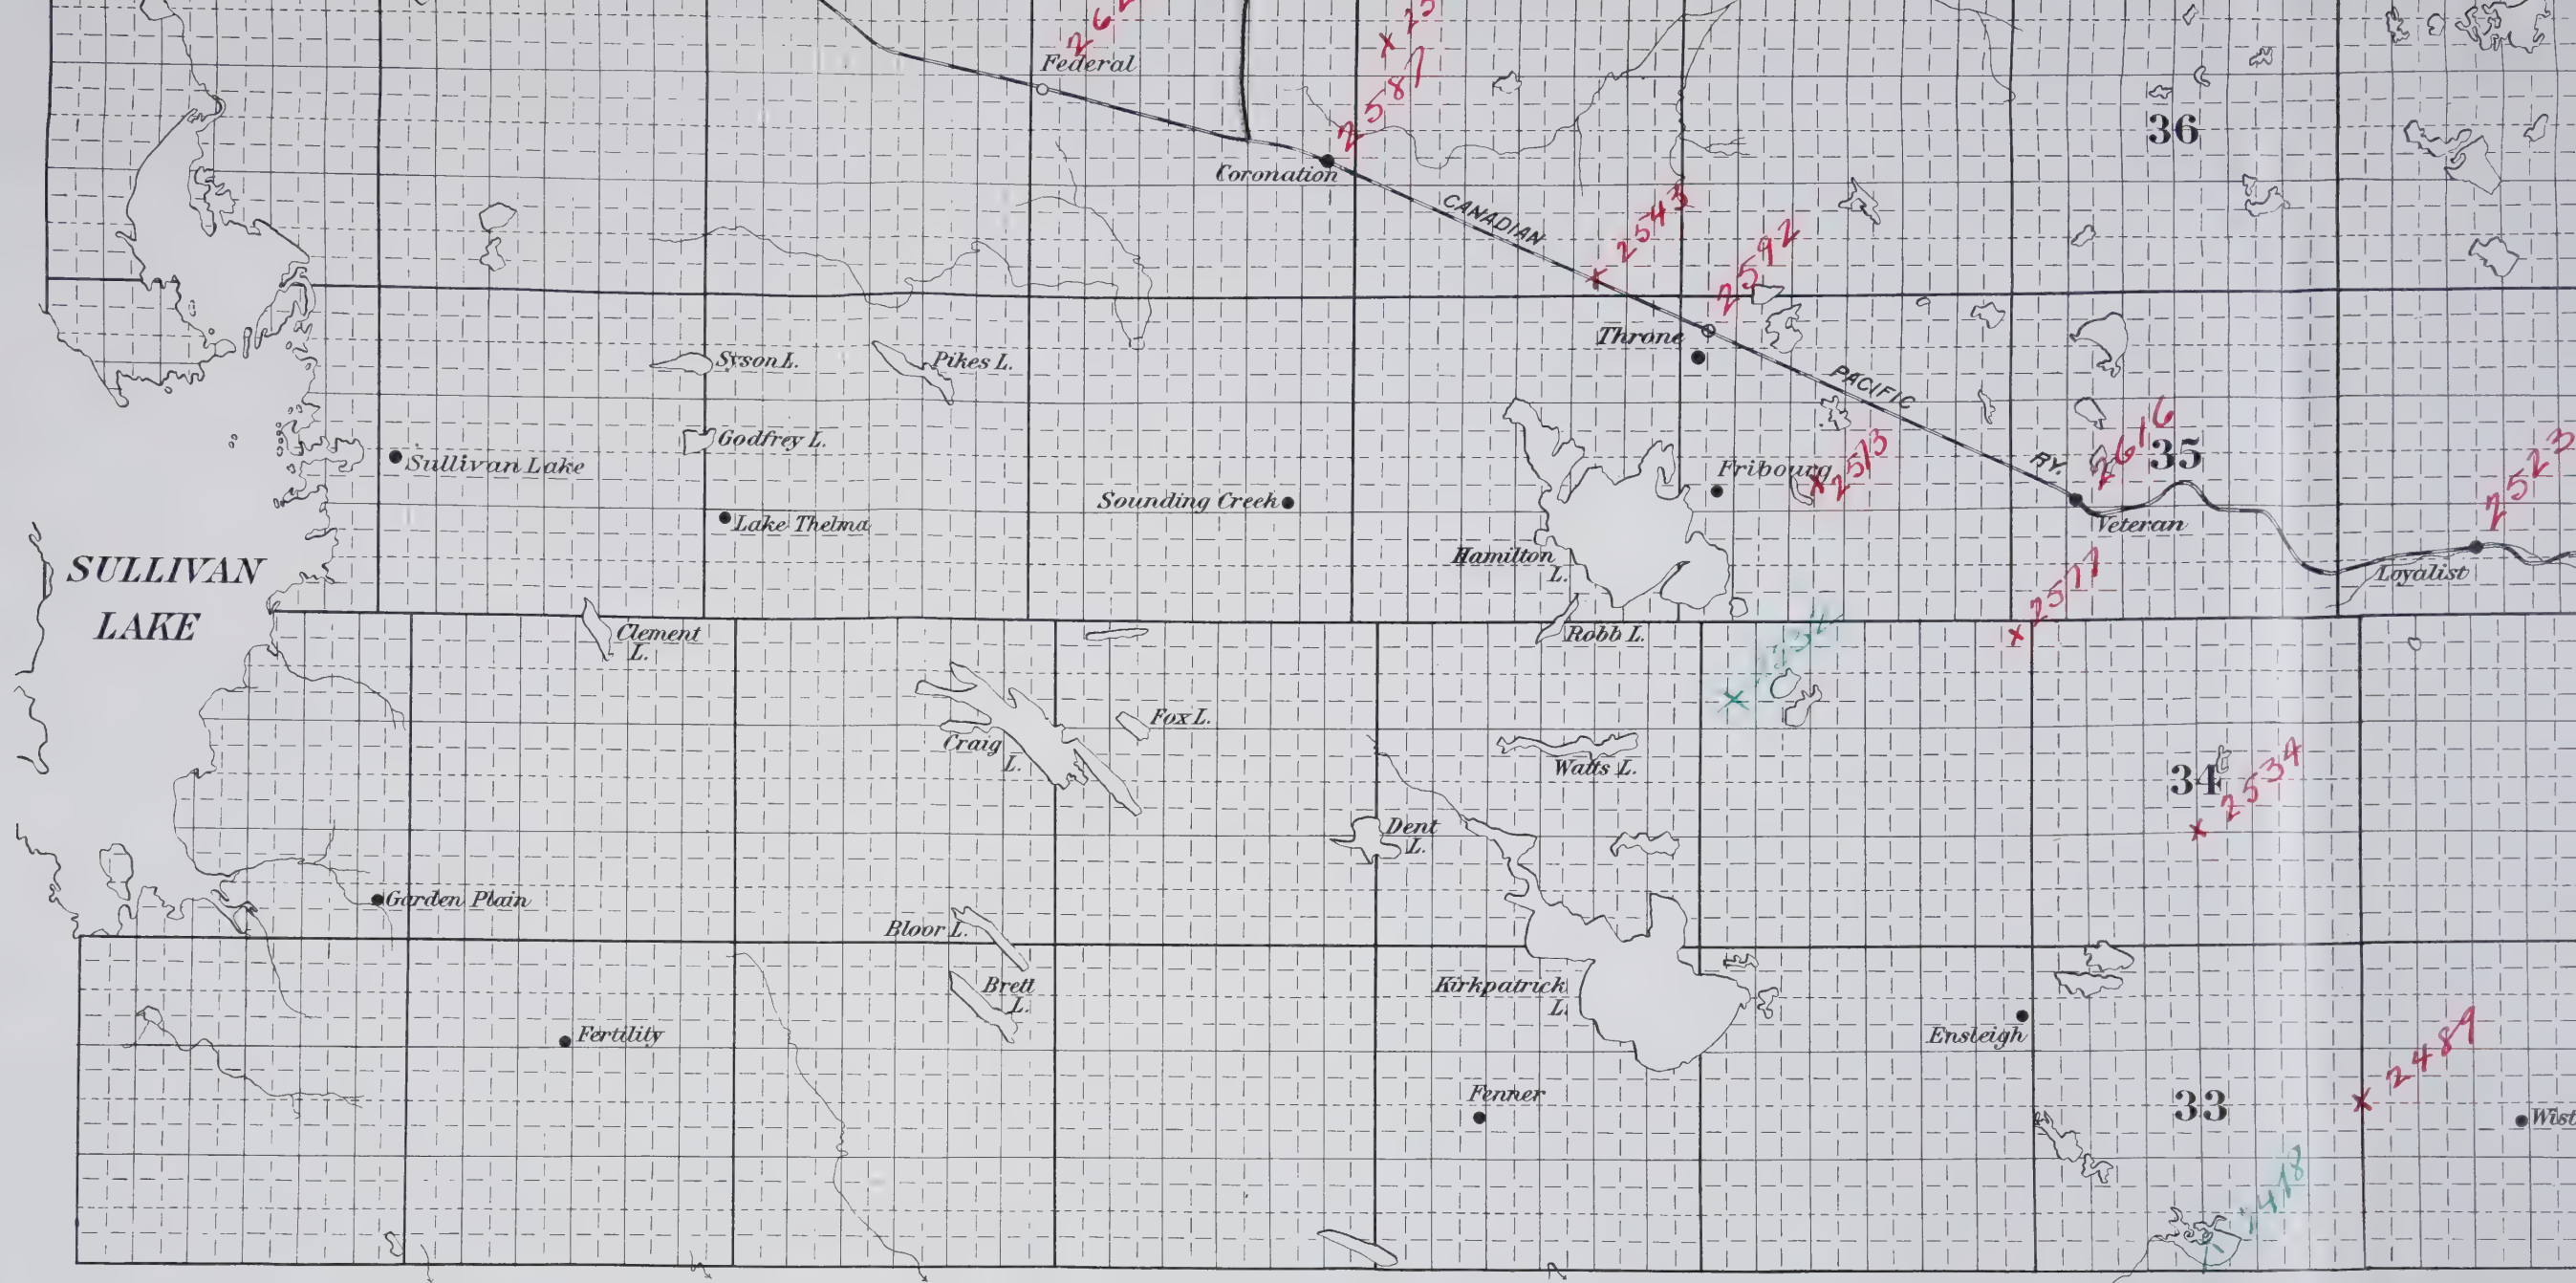 Federal
2587
Coronation
36
CANADIAN
2543
2592
Throne
PACIFIC
RY.
Syson L.
Pikes L.
Godfrey L.
Sullivan Lake
Lake Thelma
Sounding Creek
Fribourg
2513
2616
35
2523
Veteran
Hamilton
L.
Loyalist
2577
SULLIVAN
LAKE
Clement
L.
Robb L.
Fox L.
Craig
L.
Watts L.
34
2534
Dent
L.
Garden Plain
Bloor L.
Brett
L.
Kirkpatrick
L.
Fertility
Ensleigh
2489
Fenner
33
Wist